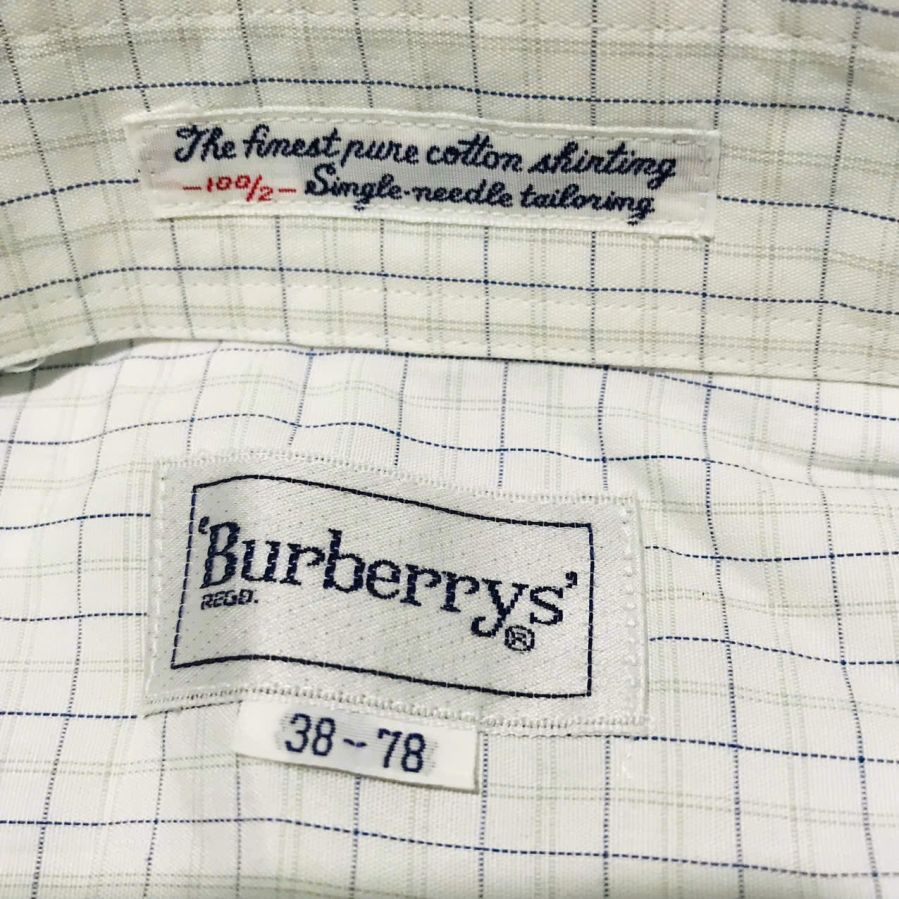 The finest pure cotton shirting
-100/2- Single-needle tailoring
'Burberrys'
REGD. ®
38-78